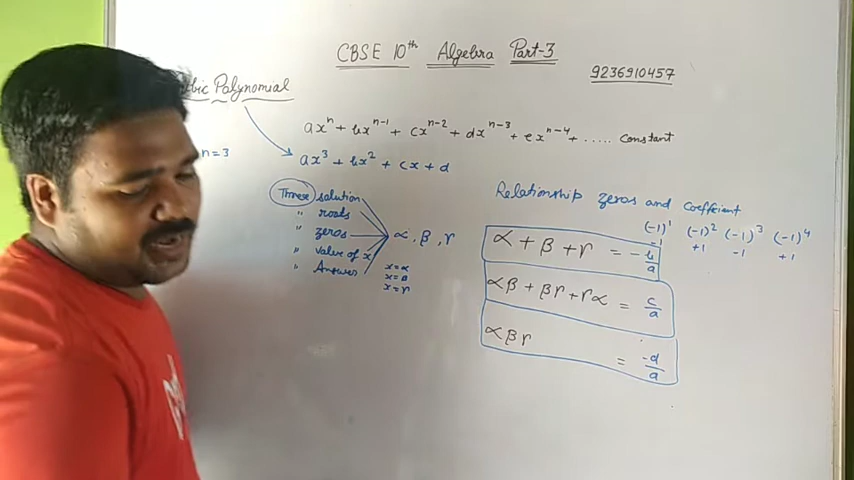 CBSE 10th Algebra Part-3
9236910457
bic Polynomial
axⁿ + bxⁿ⁻¹ + cxⁿ⁻² + dxⁿ⁻³ + exⁿ⁻⁴ + ..... Constant
n=3
ax³ + bx² + cx + d
Three solution
" roots
" zeros
" value of x
" Answer
α, β, γ
x=α
x=β
x=γ
Relationship zeros and Coefficient
(-1)¹ (-1)² (-1)³ (-1)⁴
-1 +1 -1 +1
α + β + γ = -b/a
αβ + βγ + γα = c/a
αβγ = -d/a